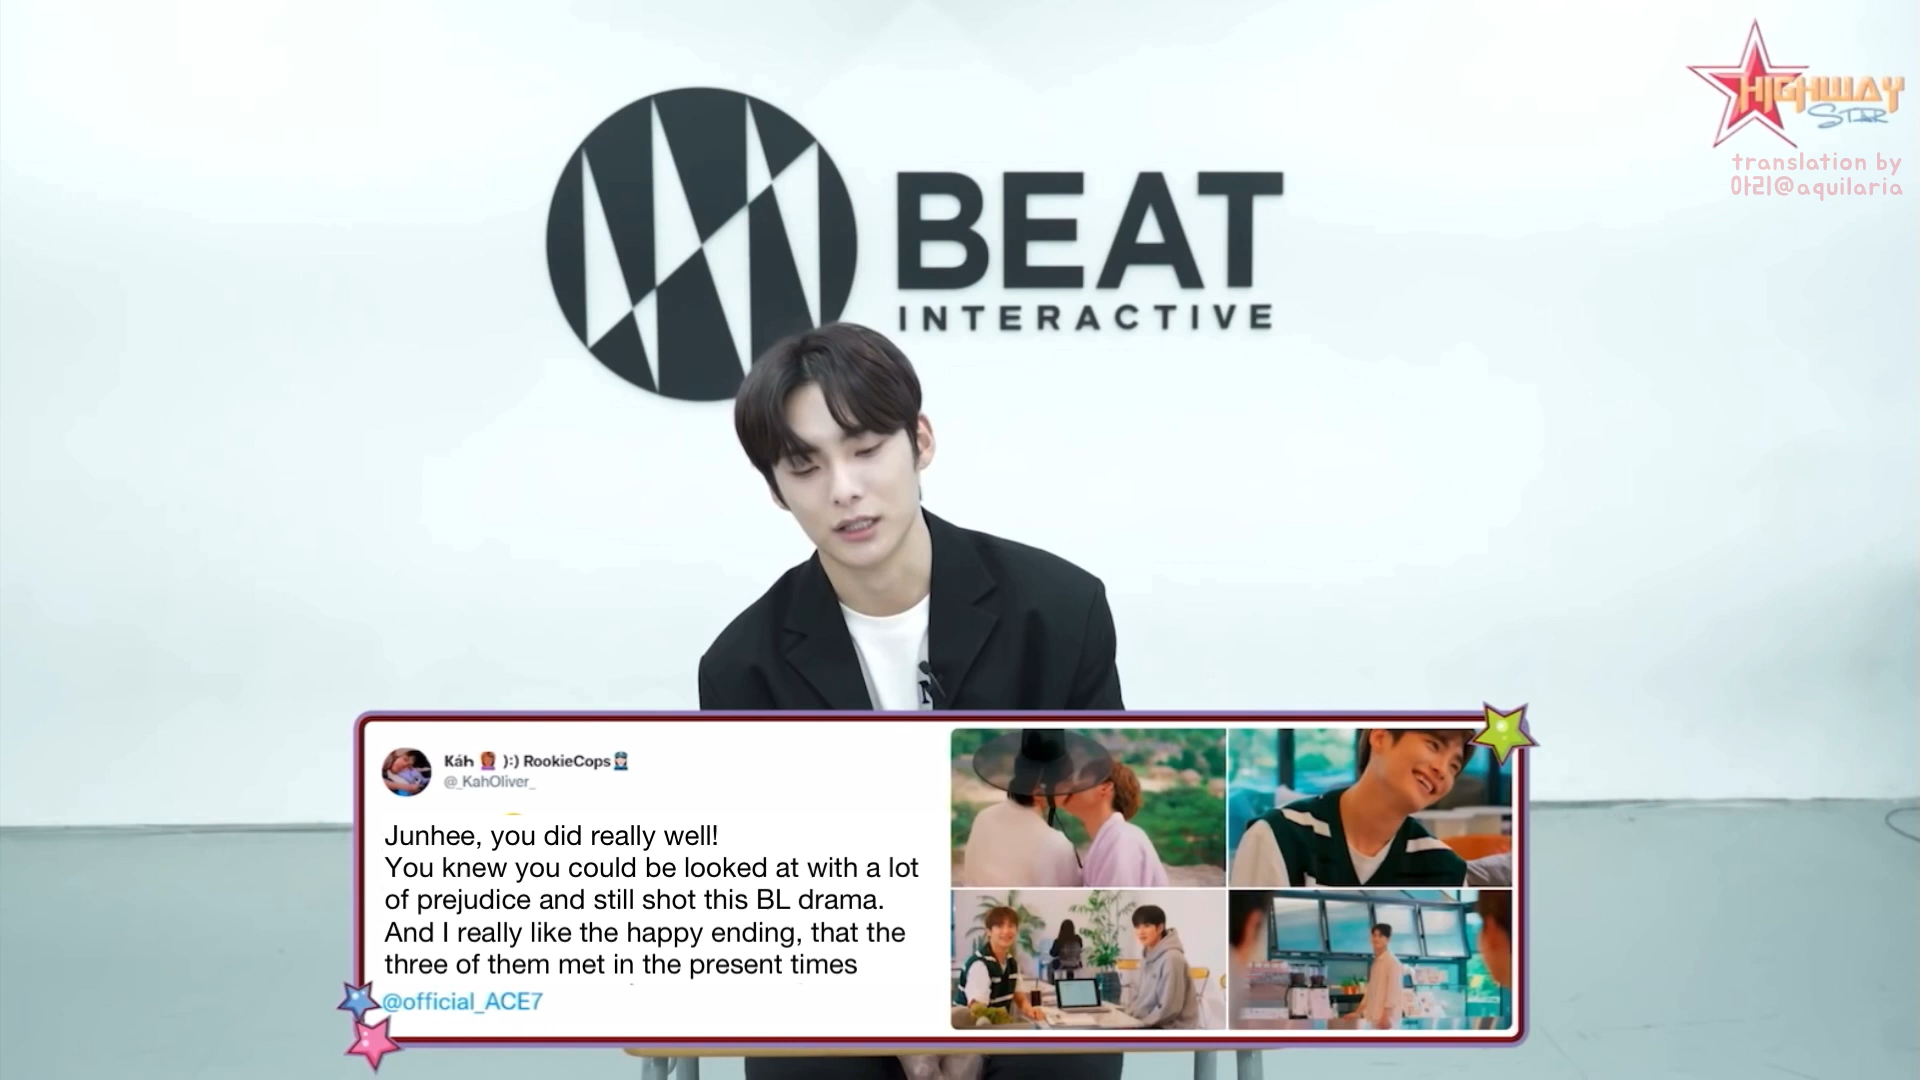 HIGHWAY
STAR
translation by
아리@aquilaria
BEAT
INTERACTIVE
Káh 💆🏾‍♀️ ):) RookieCops👮🏻
@_KahOliver_
Junhee, you did really well!
You knew you could be looked at with a lot
of prejudice and still shot this BL drama.
And I really like the happy ending, that the
three of them met in the present times
@official_ACE7